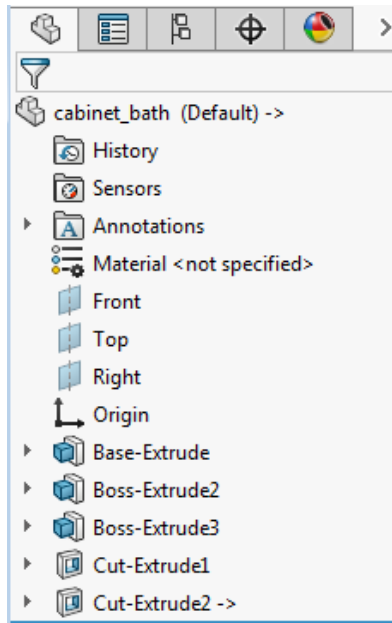 cabinet_bath (Default) ->
History
Sensors
Annotations
Material <not specified>
Front
Top
Right
Origin
Base-Extrude
Boss-Extrude2
Boss-Extrude3
Cut-Extrude1
Cut-Extrude2 ->